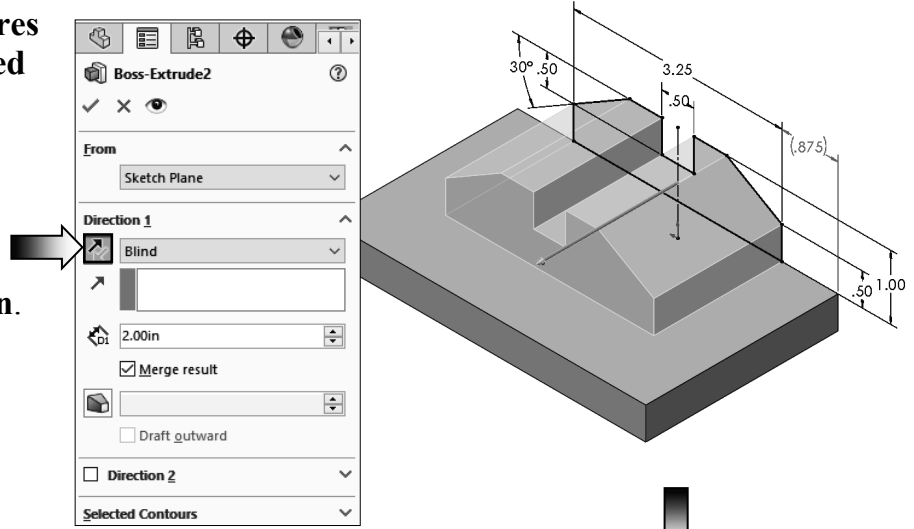 res
ed
n.
Boss-Extrude2
?
From
Sketch Plane
Direction 1
Blind
D1
2.00in
Merge result
Draft outward
Direction 2
Selected Contours
30° .50
3.25
.50
(.875)
.50
1.00